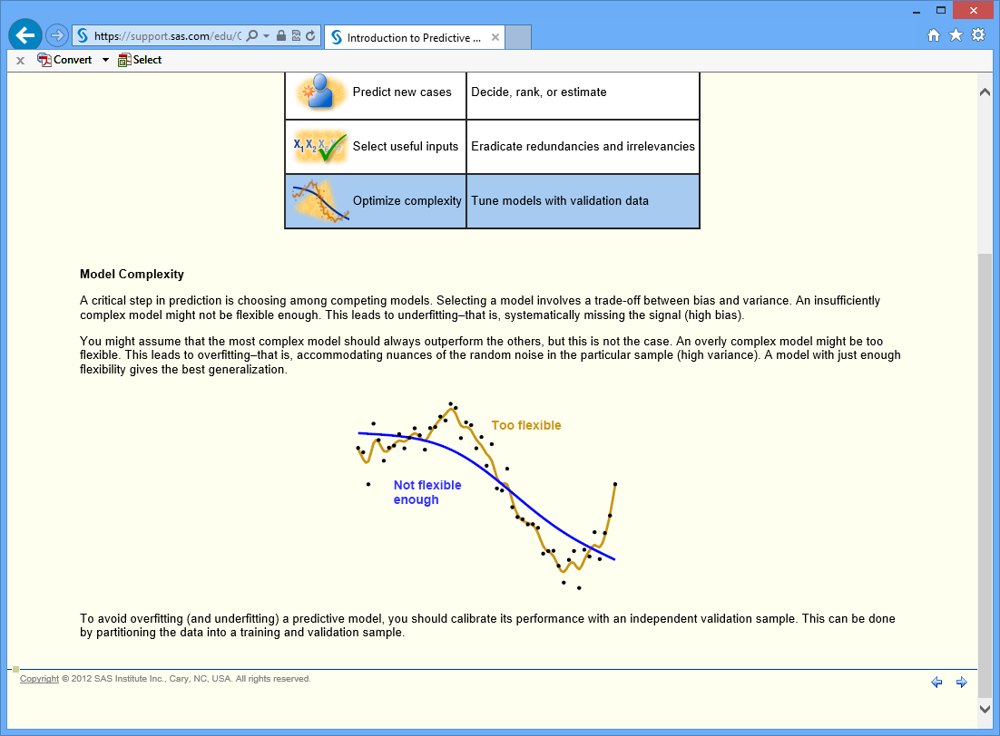 https://support.sas.com/edu/C
Introduction to Predictive ...
Convert
Select
Predict new cases
Decide, rank, or estimate
X1 X2
Select useful inputs
Eradicate redundancies and irrelevancies
Optimize complexity
Tune models with validation data
Model Complexity
A critical step in prediction is choosing among competing models. Selecting a model involves a trade-off between bias and variance. An insufficiently
complex model might not be flexible enough. This leads to underfitting–that is, systematically missing the signal (high bias).
You might assume that the most complex model should always outperform the others, but this is not the case. An overly complex model might be too
flexible. This leads to overfitting–that is, accommodating nuances of the random noise in the particular sample (high variance). A model with just enough
flexibility gives the best generalization.
Too flexible
Not flexible
enough
To avoid overfitting (and underfitting) a predictive model, you should calibrate its performance with an independent validation sample. This can be done
by partitioning the data into a training and validation sample.
Copyright © 2012 SAS Institute Inc., Cary, NC, USA. All rights reserved.